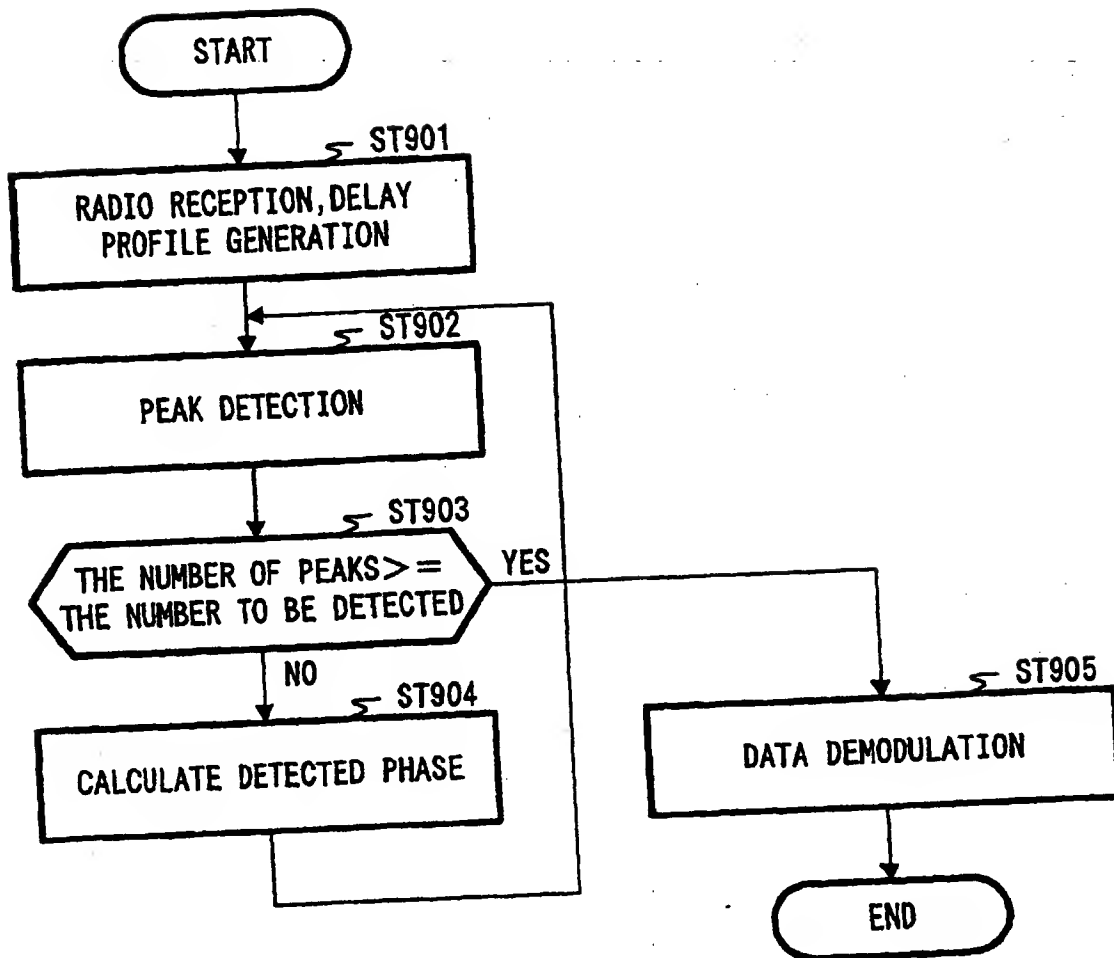 START
ST901
RADIO RECEPTION, DELAY
PROFILE GENERATION
ST902
PEAK DETECTION
ST903
THE NUMBER OF PEAKS>=
THE NUMBER TO BE DETECTED
YES
NO
ST904
CALCULATE DETECTED PHASE
ST905
DATA DEMODULATION
END